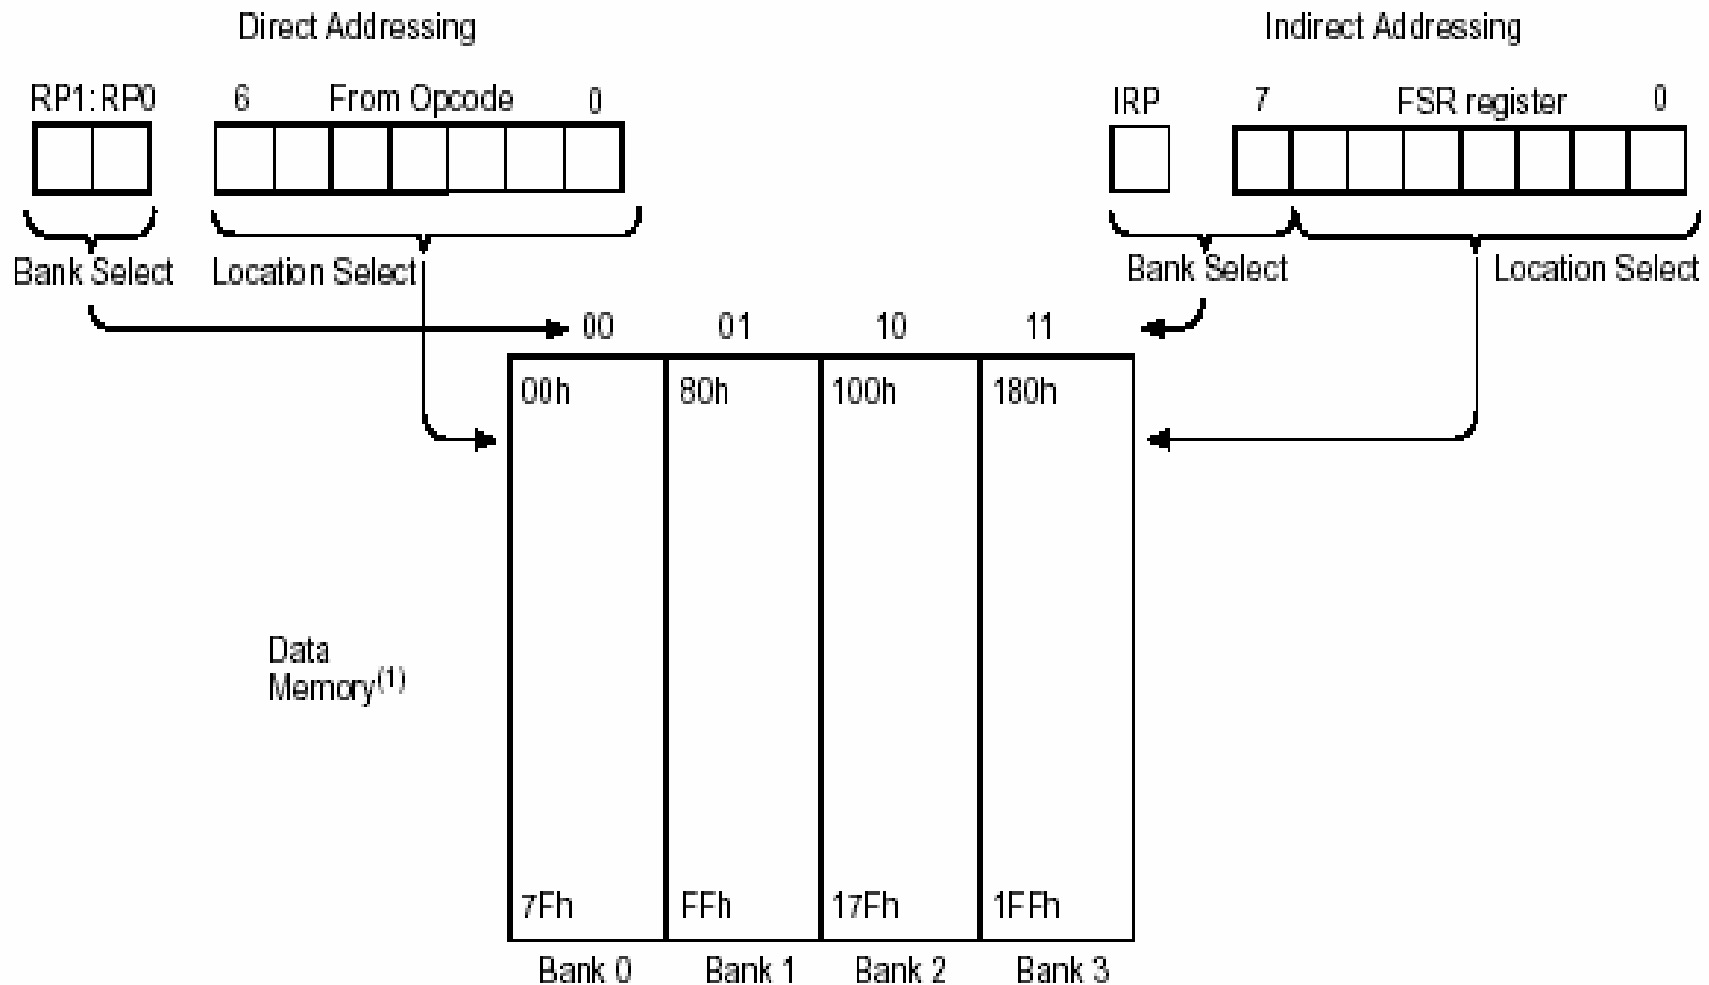 Direct Addressing
Indirect Addressing
RP1:RP0 6 From Opcode 0
IRP 7 FSR register 0
Bank Select Location Select
Bank Select Location Select
00 01 10 11
00h 80h 100h 180h
Data
Memory(1)
7Fh FFh 17Fh 1FFh
Bank 0 Bank 1 Bank 2 Bank 3